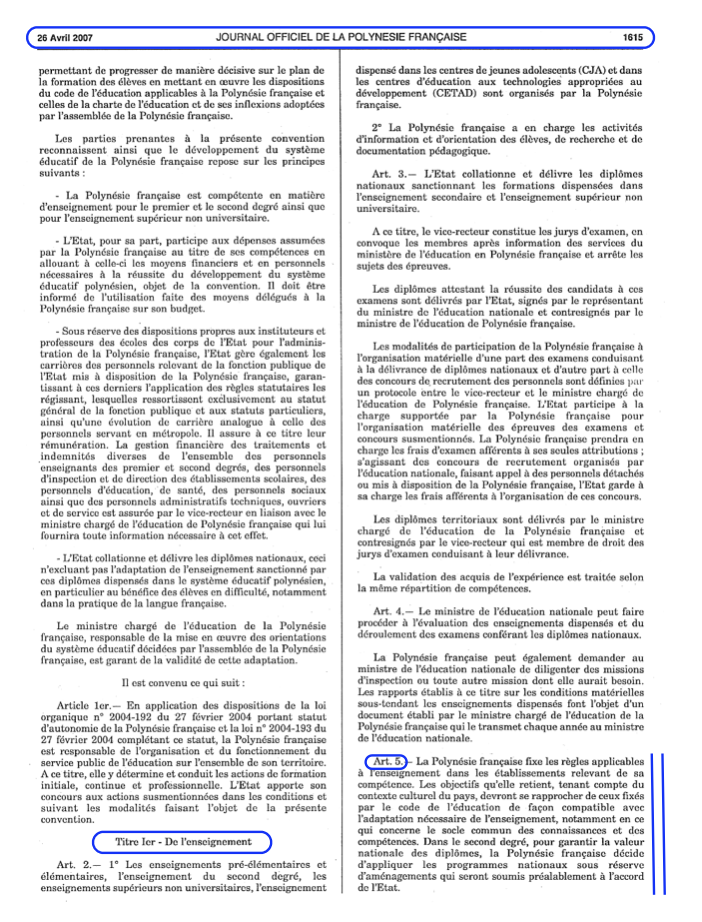 26 Avril 2007
JOURNAL OFFICIEL DE LA POLYNESIE FRANÇAISE
1615
permettant de progresser de manière décisive sur le plan de
la formation des élèves en mettant en œuvre les dispositions
du code de l'éducation applicables à la Polynésie française et
celles de la charte de l'éducation et de ses inflexions adoptées
par l'assemblée de la Polynésie française.
Les parties prenantes à la présente convention
reconnaissent ainsi que le développement du système
éducatif de la Polynésie française repose sur les principes
suivants :
- La Polynésie française est compétente en matière
d'enseignement pour le premier et le second degré ainsi que
pour l'enseignement supérieur non universitaire.
- L'Etat, pour sa part, participe aux dépenses assumées
par la Polynésie française au titre de ses compétences en
allouant à celle-ci les moyens financiers et en personnels
nécessaires à la réussite du développement du système
éducatif polynésien, objet de la convention. Il doit être
informé de l'utilisation faite des moyens délégués à la
Polynésie française sur son budget.
- Sous réserve des dispositions propres aux instituteurs et
professeurs des écoles des corps de l'Etat pour l'adminis-
tration de la Polynésie française, l'Etat gère également les
carrières des personnels relevant de la fonction publique de
l'Etat mis à disposition de la Polynésie française, garan-
tissant à ces derniers l'application des règles statutaires les
régissant, lesquelles ressortissent exclusivement au statut
général de la fonction publique et aux statuts particuliers,
ainsi qu'une évolution de carrière analogue à celle des
personnels servant en métropole. Il assure à ce titre leur
rémunération. La gestion financière des traitements et
indemnités diverses de l'ensemble des personnels
enseignants des premier et second degrés, des personnels
d'inspection et de direction des établissements scolaires, des
personnels d'éducation, de santé, des personnels sociaux
ainsi que des personnels administratifs techniques, ouvriers
et de service est assurée par le vice-recteur en liaison avec le
ministre chargé de l'éducation de Polynésie française qui lui
fournira toute information nécessaire à cet effet.
- L'Etat collationne et délivre les diplômes nationaux, ceci
n'excluant pas l'adaptation de l'enseignement sanctionné par
ces diplômes dispensés dans le système éducatif polynésien,
en particulier au bénéfice des élèves en difficulté, notamment
dans la pratique de la langue française.
Le ministre chargé de l'éducation de la Polynésie
française, responsable de la mise en œuvre des orientations
du système éducatif décidées par l'assemblée de la Polynésie
française, est garant de la validité de cette adaptation.
Il est convenu ce qui suit :
Article 1er.— En application des dispositions de la loi
organique n° 2004-192 du 27 février 2004 portant statut
d'autonomie de la Polynésie française et la loi n° 2004-193 du
27 février 2004 complétant ce statut, la Polynésie française
est responsable de l'organisation et du fonctionnement du
service public de l'éducation sur l'ensemble de son territoire.
A ce titre, elle y détermine et conduit les actions de formation
initiale, continue et professionnelle. L'Etat apporte son
concours aux actions susmentionnées dans les conditions et
suivant les modalités faisant l'objet de la présente
convention.
Titre Ier - De l'enseignement
Art. 2.— 1° Les enseignements pré-élémentaires et
élémentaires, l'enseignement du second degré, les
enseignements supérieurs non universitaires, l'enseignement
dispensé dans les centres de jeunes adolescents (CJA) et dans
les centres d'éducation aux technologies appropriées au
développement (CETAD) sont organisés par la Polynésie
française.
2° La Polynésie française a en charge les activités
d'information et d'orientation des élèves, de recherche et de
documentation pédagogique.
Art. 3.— L'Etat collationne et délivre les diplômes
nationaux sanctionnant les formations dispensées dans
l'enseignement secondaire et l'enseignement supérieur non
universitaire.
A ce titre, le vice-recteur constitue les jurys d'examen, en
convoque les membres après information des services du
ministère de l'éducation en Polynésie française et arrête les
sujets des épreuves.
Les diplômes attestant la réussite des candidats à ces
examens sont délivrés par l'Etat, signés par le représentant
du ministre de l'éducation nationale et contresignés par le
ministre de l'éducation de Polynésie française.
Les modalités de participation de la Polynésie française à
l'organisation matérielle d'une part des examens conduisant
à la délivrance de diplômes nationaux et d'autre part à celle
des concours de recrutement des personnels sont définies par
un protocole entre le vice-recteur et le ministre chargé de
l'éducation de Polynésie française. L'Etat participe à la
charge supportée par la Polynésie française pour
l'organisation matérielle des épreuves des examens et
concours susmentionnés. La Polynésie française prendra en
charge les frais d'examen afférents à ses seules attributions ;
s'agissant des concours de recrutement organisés par
l'éducation nationale, faisant appel à des personnels détachés
ou mis à disposition de la Polynésie française, l'Etat garde à
sa charge les frais afférents à l'organisation de ces concours.
Les diplômes territoriaux sont délivrés par le ministre
chargé de l'éducation de la Polynésie française et
contresignés par le vice-recteur qui est membre de droit des
jurys d'examen conduisant à leur délivrance.
La validation des acquis de l'expérience est traitée selon
la même répartition de compétences.
Art. 4.— Le ministre de l'éducation nationale peut faire
procéder à l'évaluation des enseignements dispensés et du
déroulement des examens conférant les diplômes nationaux.
La Polynésie française peut également demander au
ministre de l'éducation nationale de diligenter des missions
d'inspection ou toute autre mission dont elle aurait besoin.
Les rapports établis à ce titre sur les conditions matérielles
sous-tendant les enseignements dispensés font l'objet d'un
document établi par le ministre chargé de l'éducation de la
Polynésie française qui le transmet chaque année au ministre
de l'éducation nationale.
Art. 5.- La Polynésie française fixe les règles applicables
à l'enseignement dans les établissements relevant de sa
compétence. Les objectifs qu'elle retient, tenant compte du
contexte culturel du pays, devront se rapprocher de ceux fixés
par le code de l'éducation de façon compatible avec
l'adaptation nécessaire de l'enseignement, notamment en ce
qui concerne le socle commun des connaissances et des
compétences. Dans le second degré, pour garantir la valeur
nationale des diplômes, la Polynésie française décide
d'appliquer les programmes nationaux sous réserve
d'aménagements qui seront soumis préalablement à l'accord
de l'Etat.